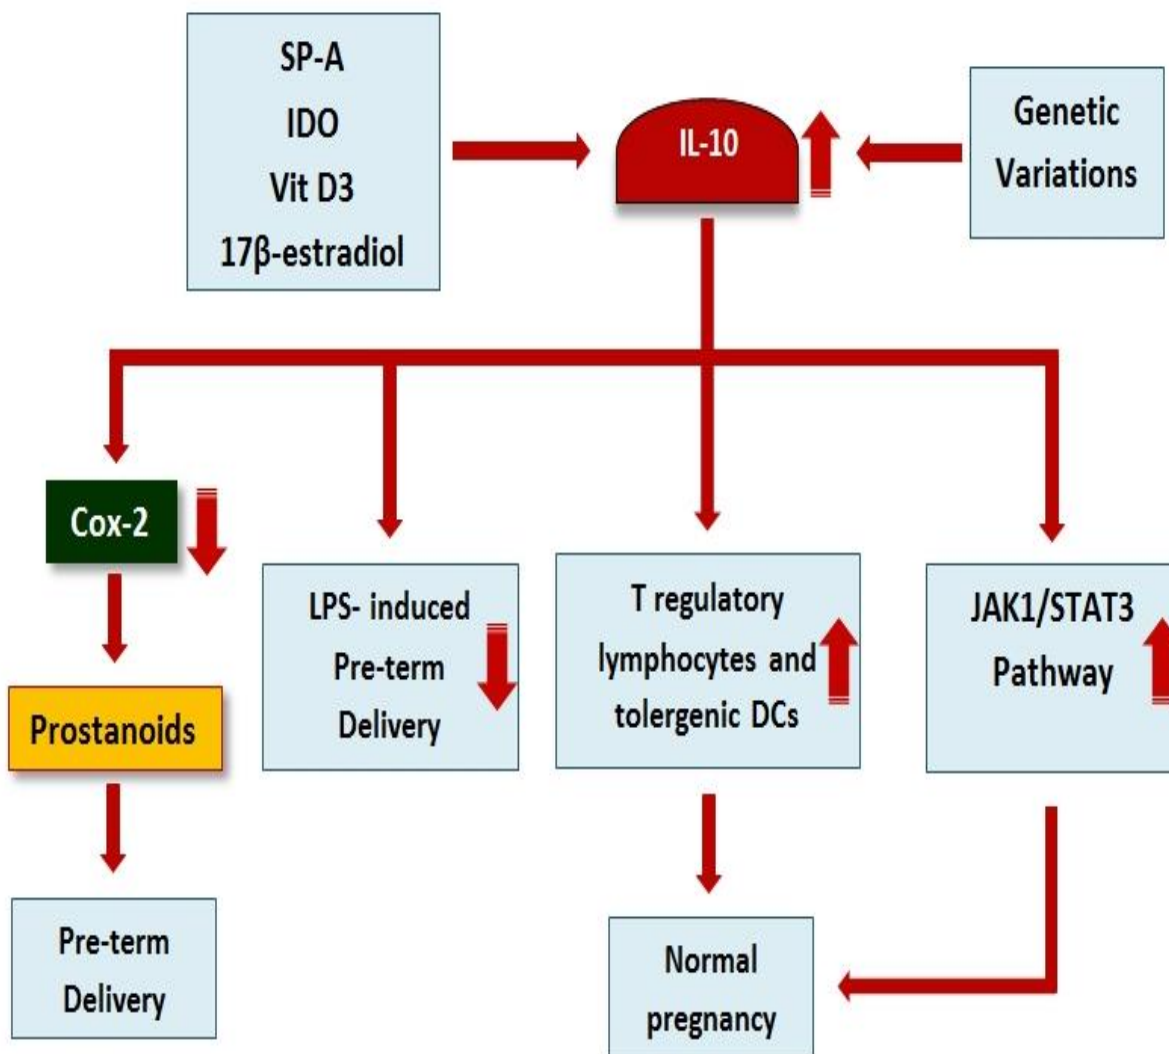 SP-A
IDO
Vit D3
17β-estradiol
IL-10
Genetic
Variations
Cox-2
LPS- induced
Pre-term
Delivery
T regulatory
lymphocytes and
tolergenic DCs
JAK1/STAT3
Pathway
Prostanoids
Pre-term
Delivery
Normal
pregnancy